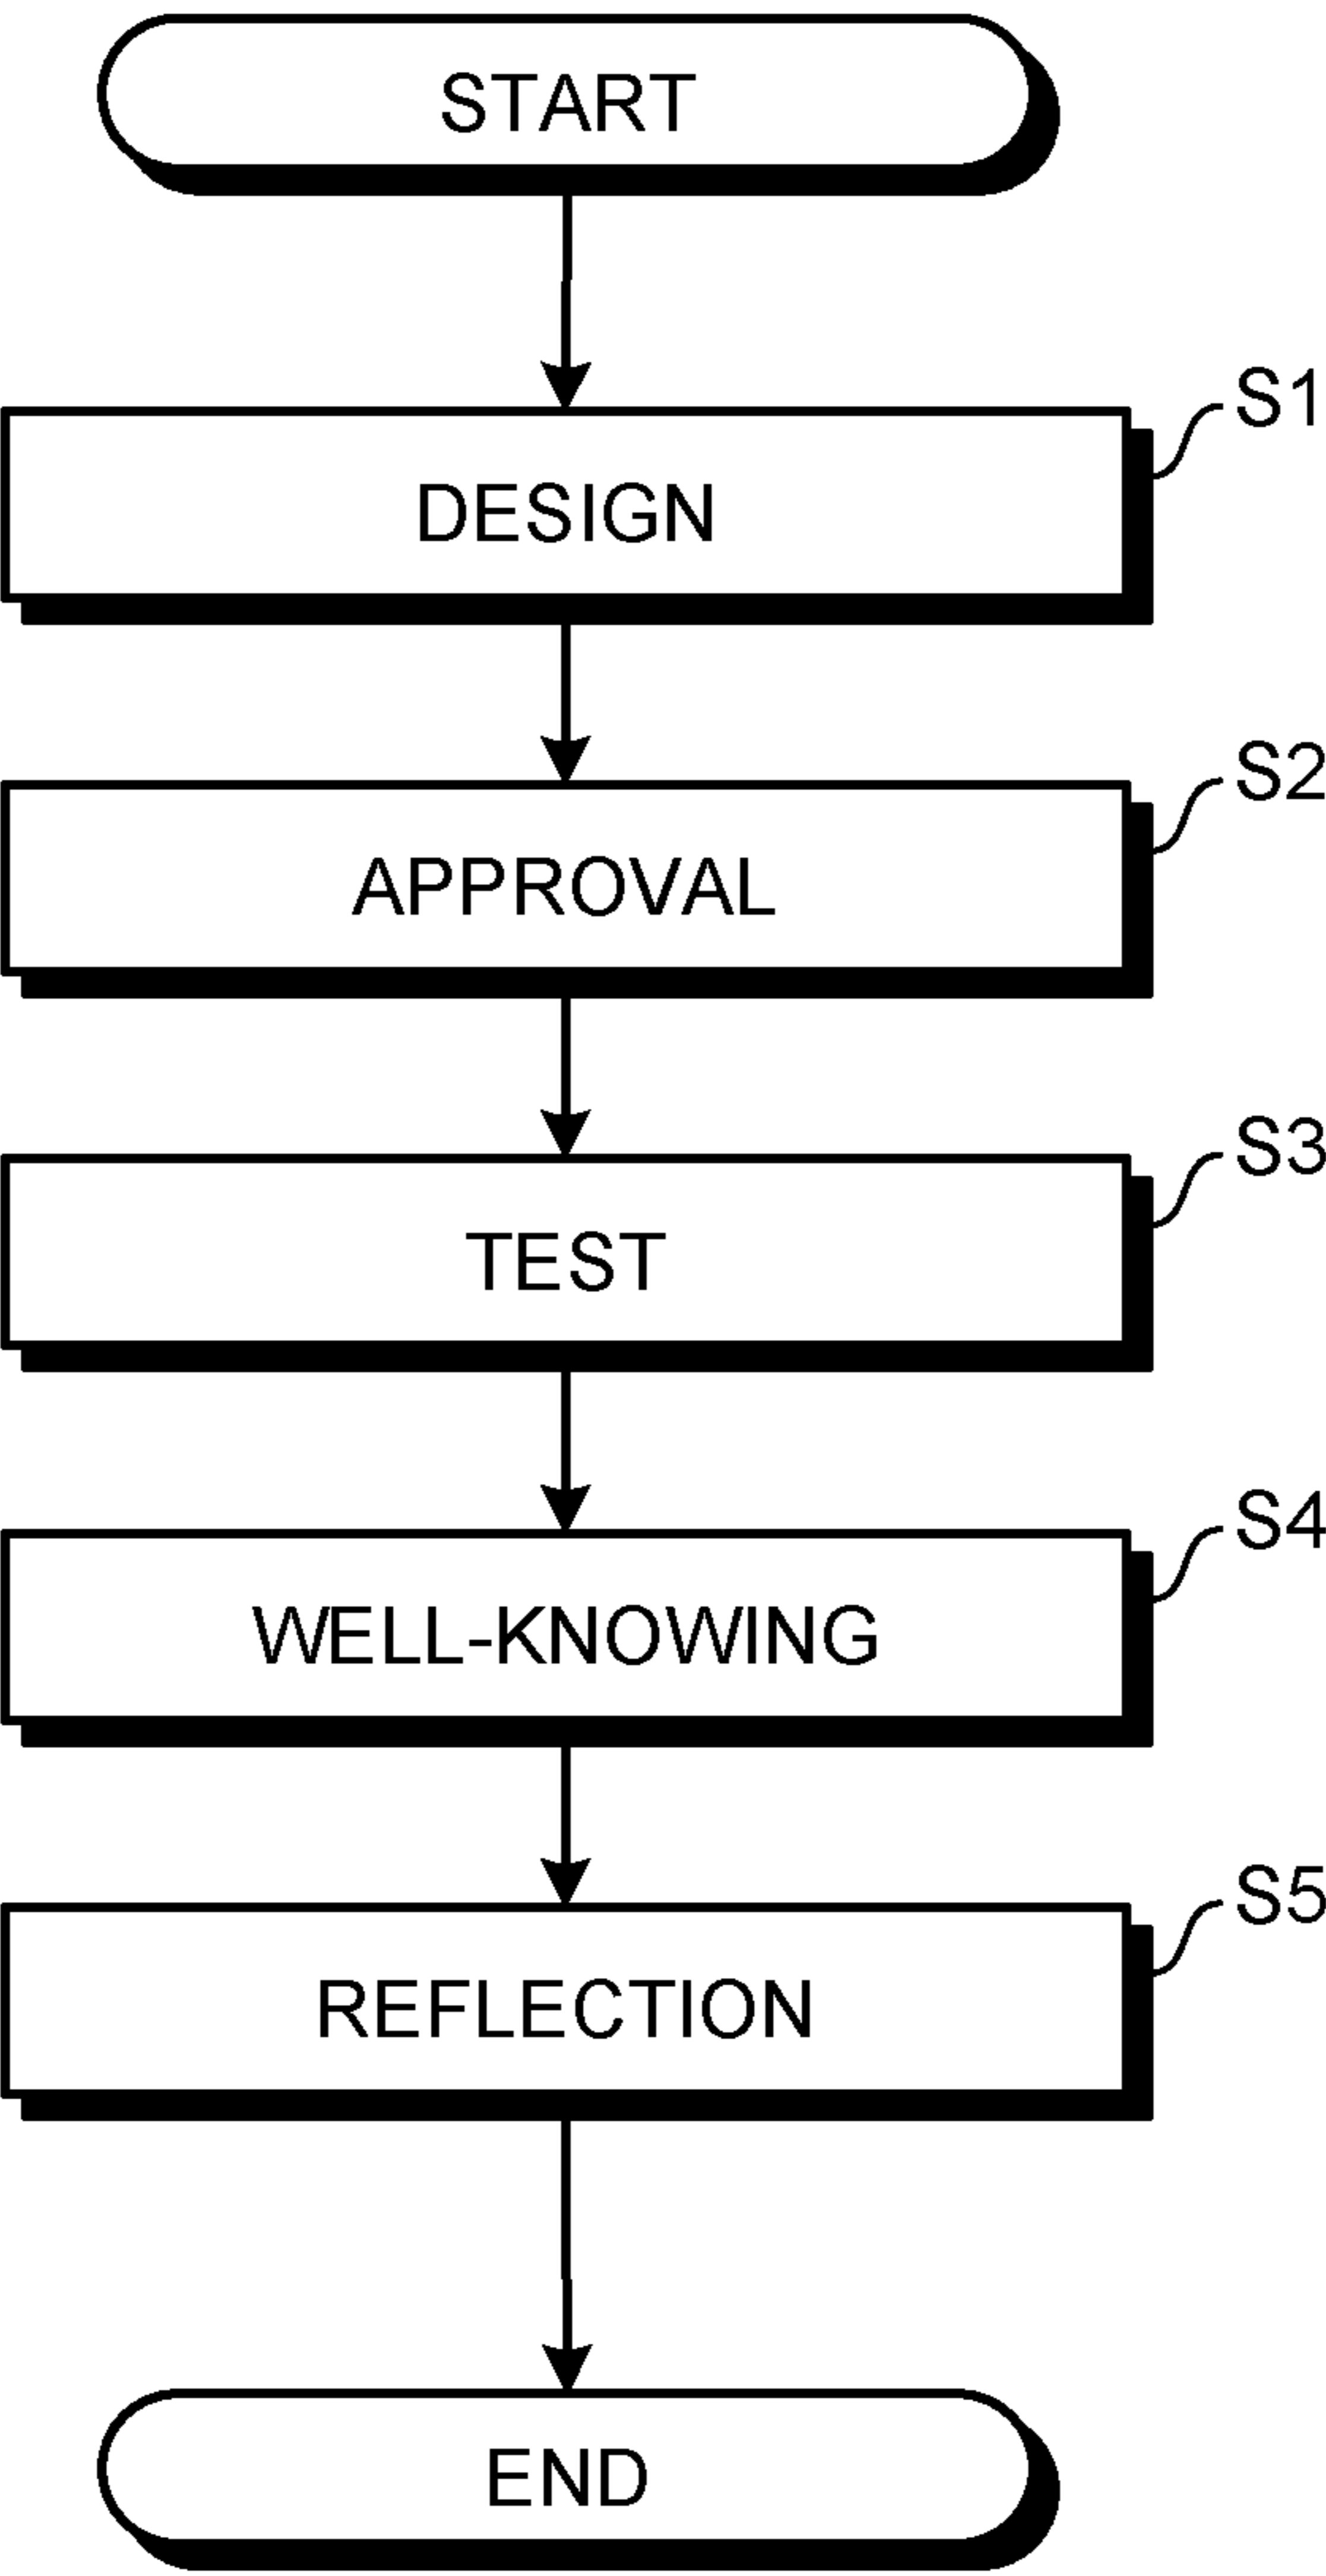 START
S1
DESIGN
S2
APPROVAL
S3
TEST
S4
WELL-KNOWING
S5
REFLECTION
END